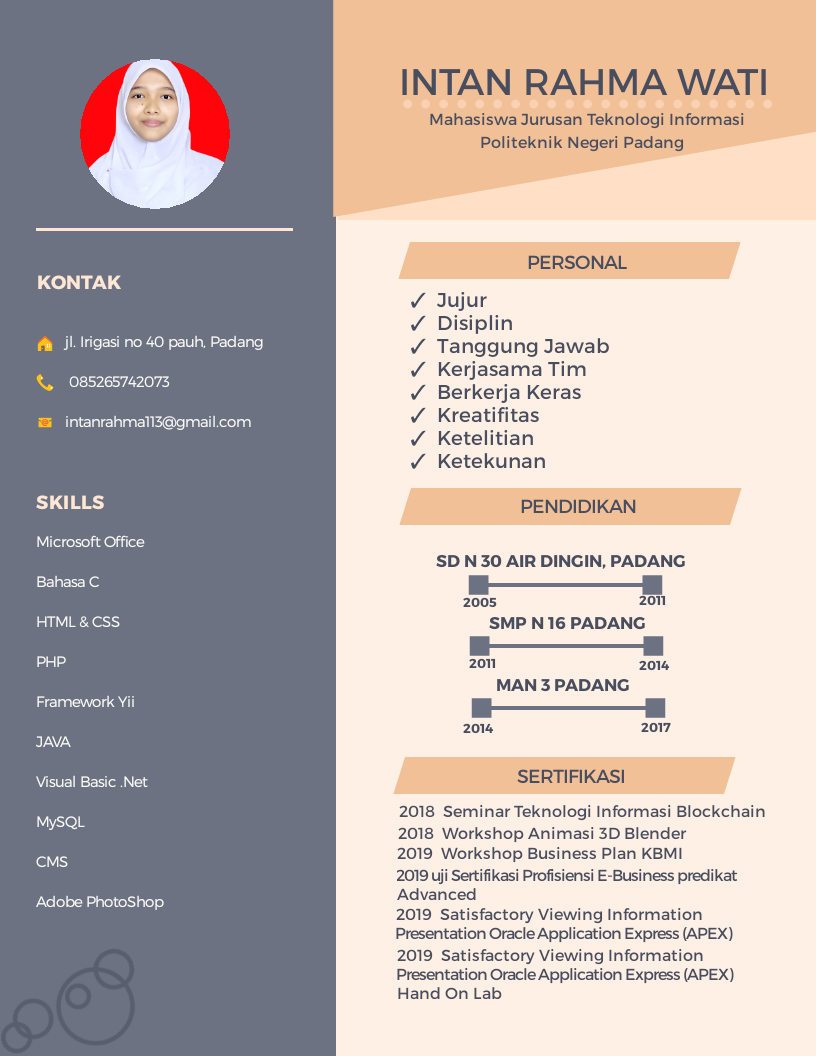 INTAN RAHMA WATI
Mahasiswa Jurusan Teknologi Informasi
Politeknik Negeri Padang
KONTAK
jl. Irigasi no 40 pauh, Padang
085265742073
intanrahma113@gmail.com
SKILLS
Microsoft Office
Bahasa C
HTML & CSS
PHP
Framework Yii
JAVA
Visual Basic .Net
MySQL
CMS
Adobe PhotoShop
PERSONAL
✓ Jujur
✓ Disiplin
✓ Tanggung Jawab
✓ Kerjasama Tim
✓ Berkerja Keras
✓ Kreatifitas
✓ Ketelitian
✓ Ketekunan
PENDIDIKAN
SD N 30 AIR DINGIN, PADANG
2005 2011
SMP N 16 PADANG
2011 2014
MAN 3 PADANG
2014 2017
SERTIFIKASI
2018 Seminar Teknologi Informasi Blockchain
2018 Workshop Animasi 3D Blender
2019 Workshop Business Plan KBMI
2019 uji Sertifikasi Profisiensi E-Business predikat
Advanced
2019 Satisfactory Viewing Information
Presentation Oracle Application Express (APEX)
2019 Satisfactory Viewing Information
Presentation Oracle Application Express (APEX)
Hand On Lab